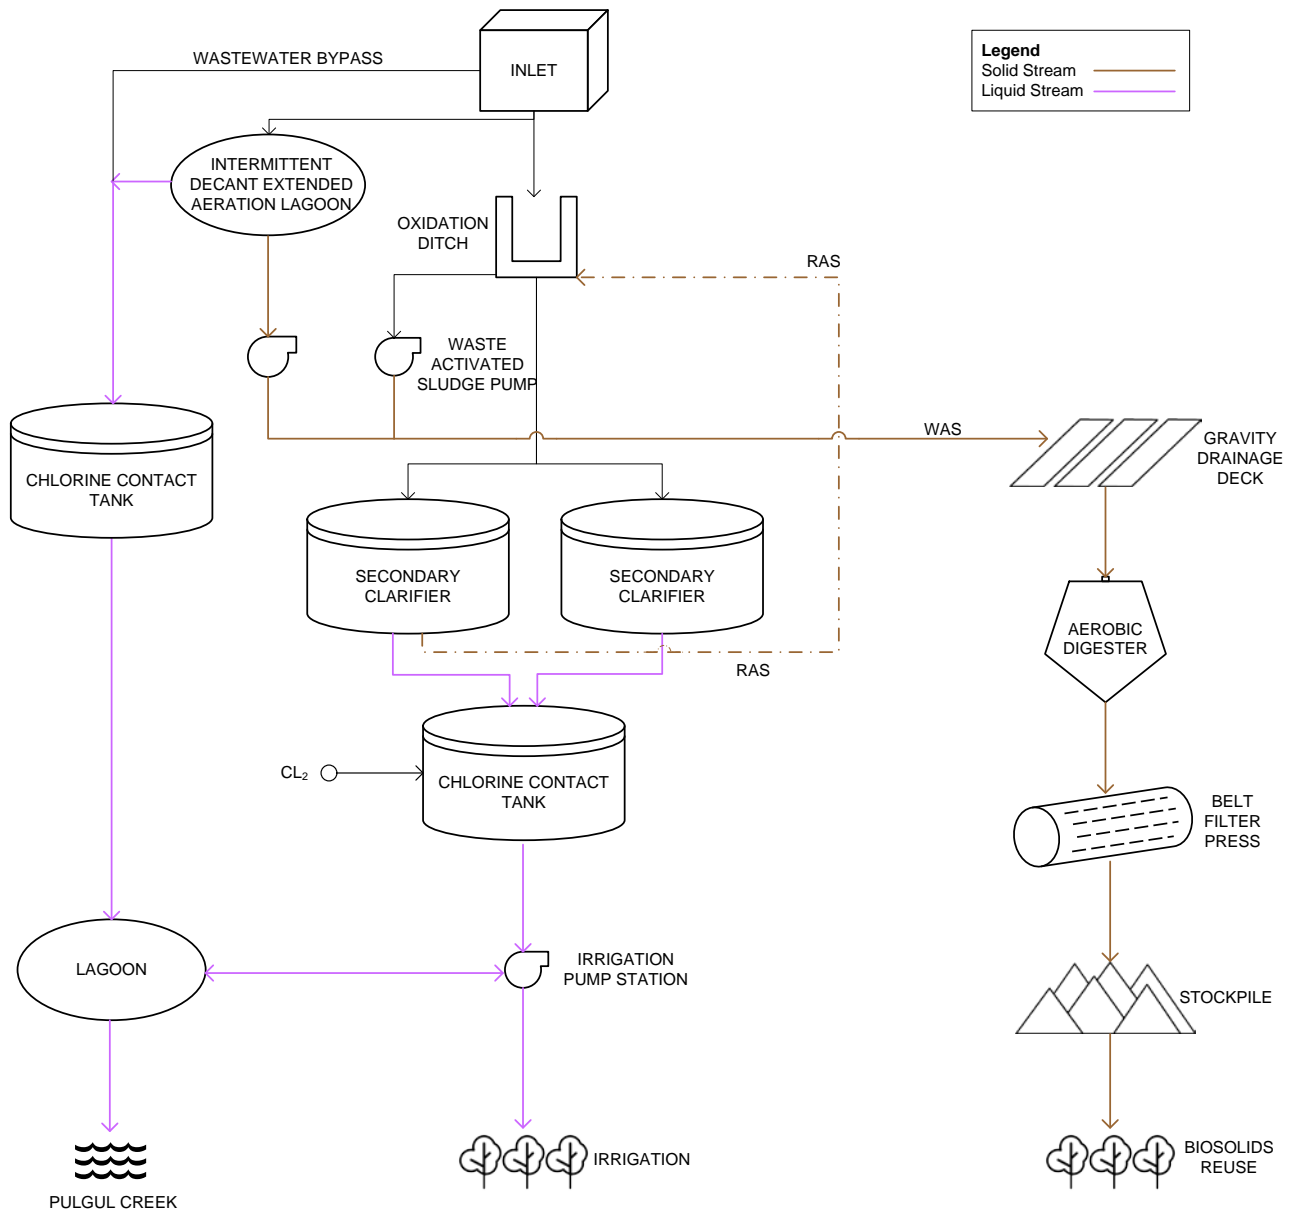 WASTEWATER BYPASS
INLET
Legend
Solid Stream
Liquid Stream
INTERMITTENT
DECANT EXTENDED
AERATION LAGOON
OXIDATION
DITCH
RAS
WASTE
ACTIVATED
SLUDGE PUMP
WAS
GRAVITY
DRAINAGE
DECK
CHLORINE CONTACT
TANK
SECONDARY
CLARIFIER
SECONDARY
CLARIFIER
AEROBIC
DIGESTER
RAS
CL₂
CHLORINE CONTACT
TANK
BELT
FILTER
PRESS
LAGOON
IRRIGATION
PUMP STATION
STOCKPILE
PULGUL CREEK
IRRIGATION
BIOSOLIDS
REUSE